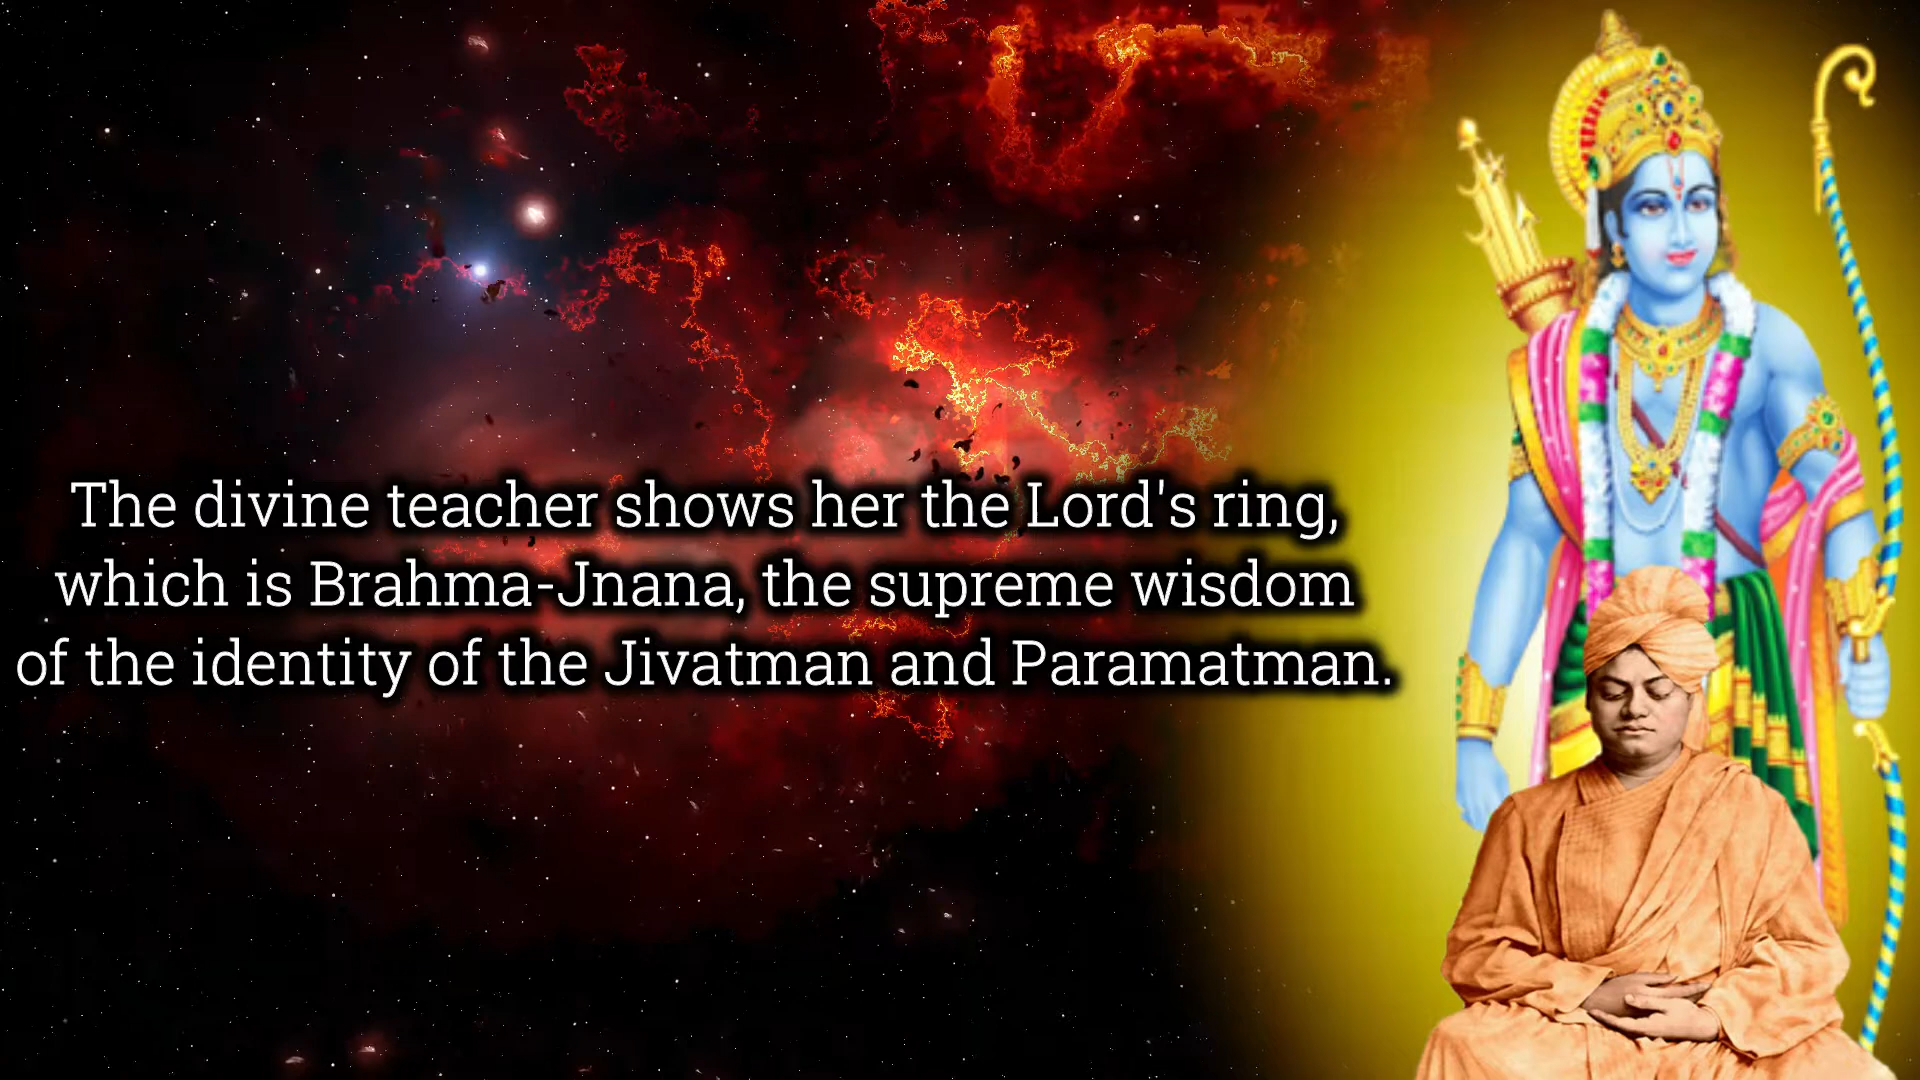 The divine teacher shows her the Lord's ring,
which is Brahma-Jnana, the supreme wisdom
of the identity of the Jivatman and Paramatman.